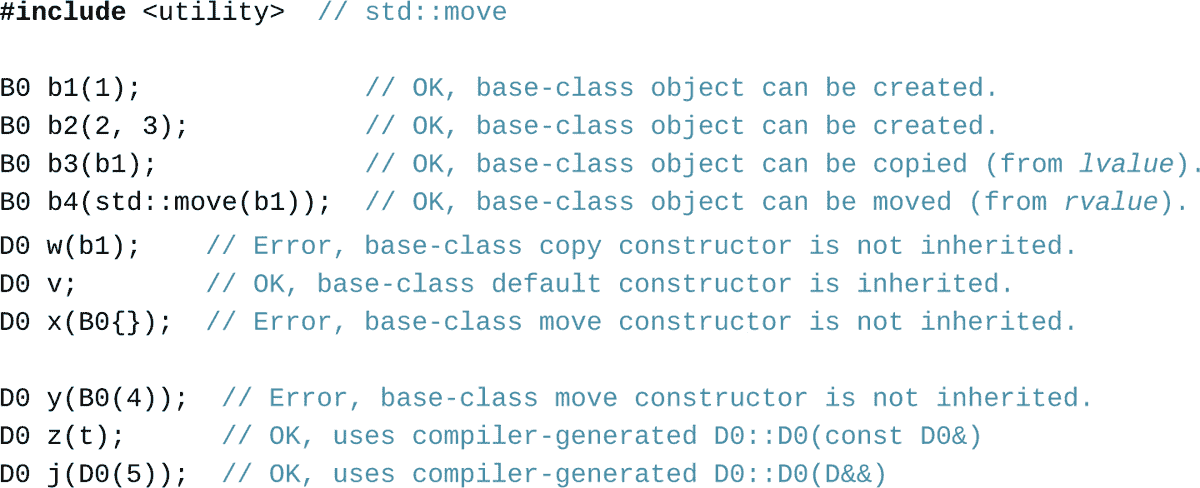 #include <utility>  // std::move
B0 b1(1);              // OK, base-class object can be created.
B0 b2(2, 3);           // OK, base-class object can be created.
B0 b3(b1);             // OK, base-class object can be copied (from lvalue).
B0 b4(std::move(b1));  // OK, base-class object can be moved (from rvalue).
D0 w(b1);    // Error, base-class copy constructor is not inherited.
D0 v;        // OK, base-class default constructor is inherited.
D0 x(B0{});  // Error, base-class move constructor is not inherited.
D0 y(B0(4));  // Error, base-class move constructor is not inherited.
D0 z(t);      // OK, uses compiler-generated D0::D0(const D0&)
D0 j(D0(5));  // OK, uses compiler-generated D0::D0(D&&)